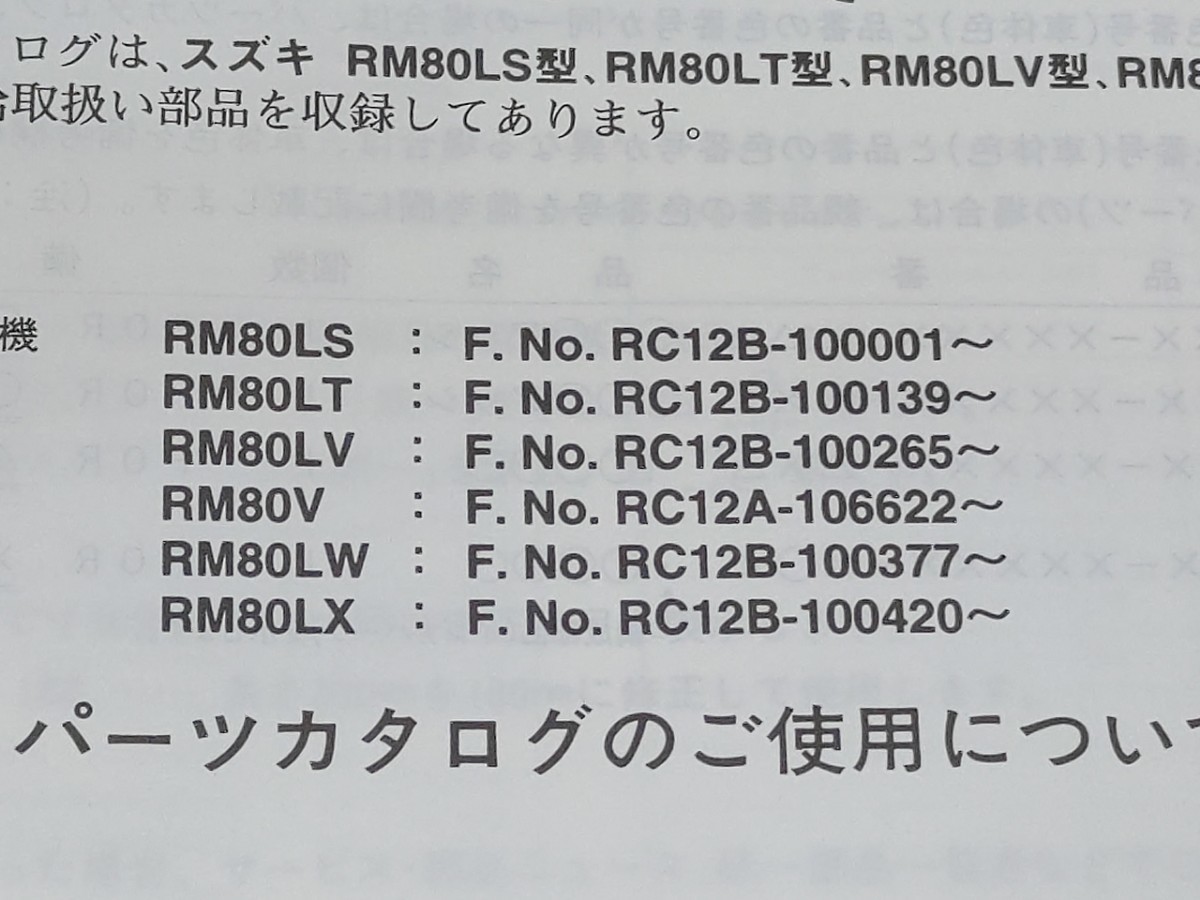 ログは、スズキ RM80LS型、RM80LT型、RM80LV型、RM8
取扱い部品を収録してあります。
機 RM80LS : F. No. RC12B-100001～
RM80LT : F. No. RC12B-100139～
RM80LV : F. No. RC12B-100265～
RM80V : F. No. RC12A-106622～
RM80LW : F. No. RC12B-100377～
RM80LX : F. No. RC12B-100420～
パーツカタログのご使用につい